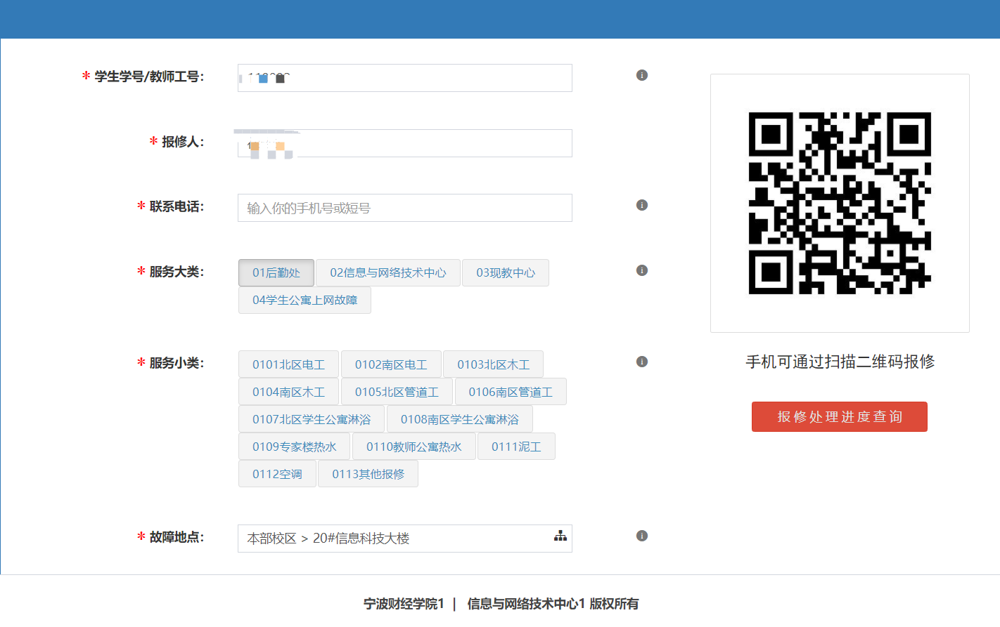 * 学生学号/教师工号：
* 报修人：
* 联系电话： 输入你的手机号或短号
* 服务大类： 01后勤处 02信息与网络技术中心 03现教中心
04学生公寓上网故障
* 服务小类： 0101北区电工 0102南区电工 0103北区木工
0104南区木工 0105北区管道工 0106南区管道工
0107北区学生公寓淋浴 0108南区学生公寓淋浴
0109专家楼热水 0110教师公寓热水 0111泥工
0112空调 0113其他报修
* 故障地点： 本部校区 > 20#信息科技大楼
手机可通过扫描二维码报修
报修处理进度查询
宁波财经学院1 | 信息与网络技术中心1 版权所有